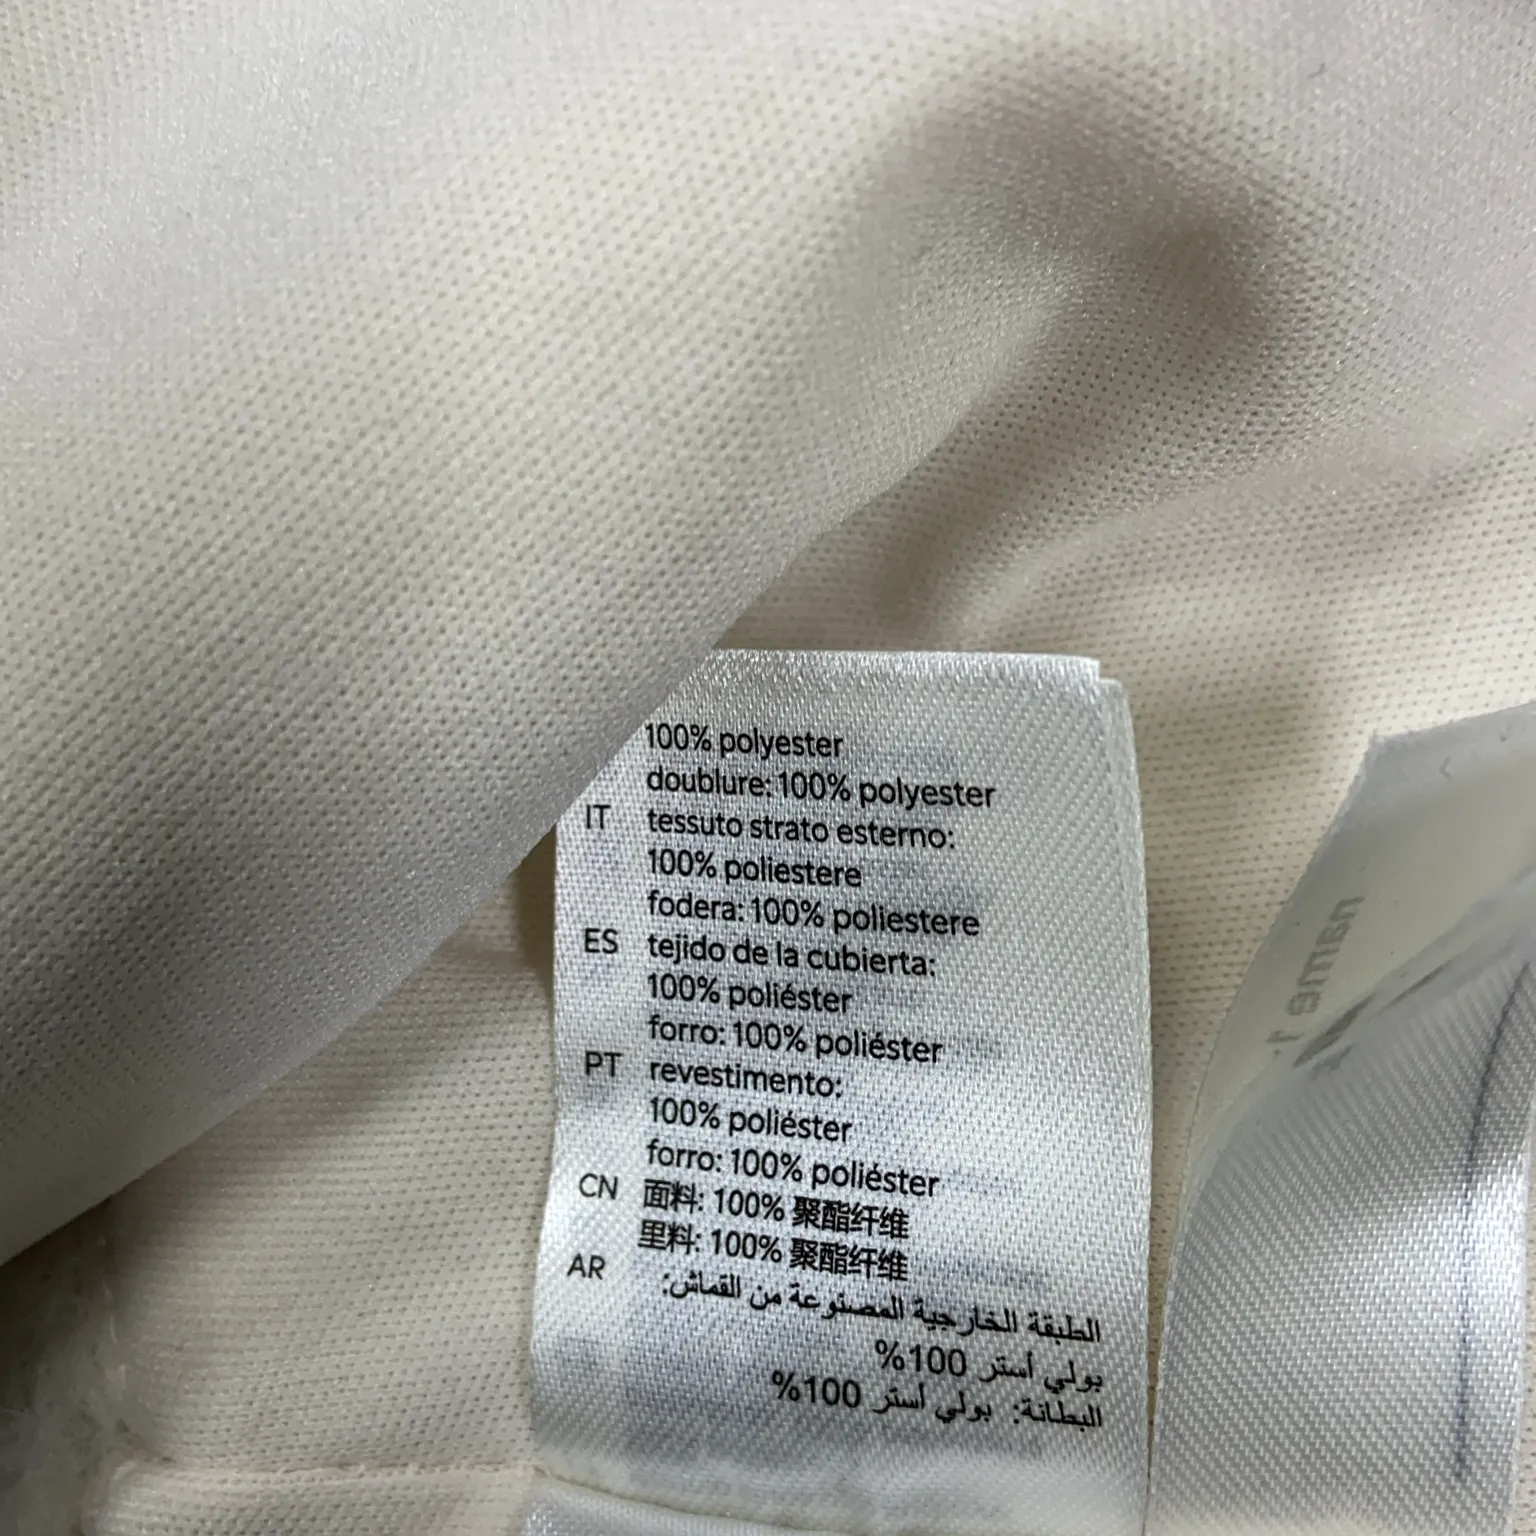 100% polyester
doublure: 100% polyester
IT tessuto strato esterno:
100% poliestere
fodera: 100% poliestere
ES tejido de la cubierta:
100% poliéster
forro: 100% poliéster
PT revestimento:
100% poliéster
forro: 100% poliéster
CN 面料: 100% 聚酯纤维
里料: 100% 聚酯纤维
AR الطبقة الخارجية المصنوعة من القماش:
بولي أستر 100%
البطانة: بولي أستر 100%
name